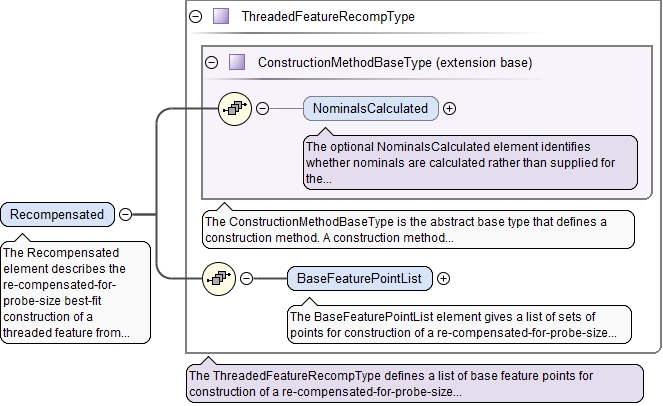 ThreadedFeatureRecompType
ConstructionMethodBaseType (extension base)
NominalsCalculated
The optional NominalsCalculated element identifies
whether nominals are calculated rather than supplied for
the...
Recompensated
The ConstructionMethodBaseType is the abstract base type that defines a
construction method. A construction method...
The Recompensated
element describes the
re-compensated-for-
probe-size best-fit
construction of a
threaded feature from...
BaseFeaturePointList
The BaseFeaturePointList element gives a list of sets of
points for construction of a re-compensated-for-probe-size...
The ThreadedFeatureRecompType defines a list of base feature points for
construction of a re-compensated-for-probe-size...